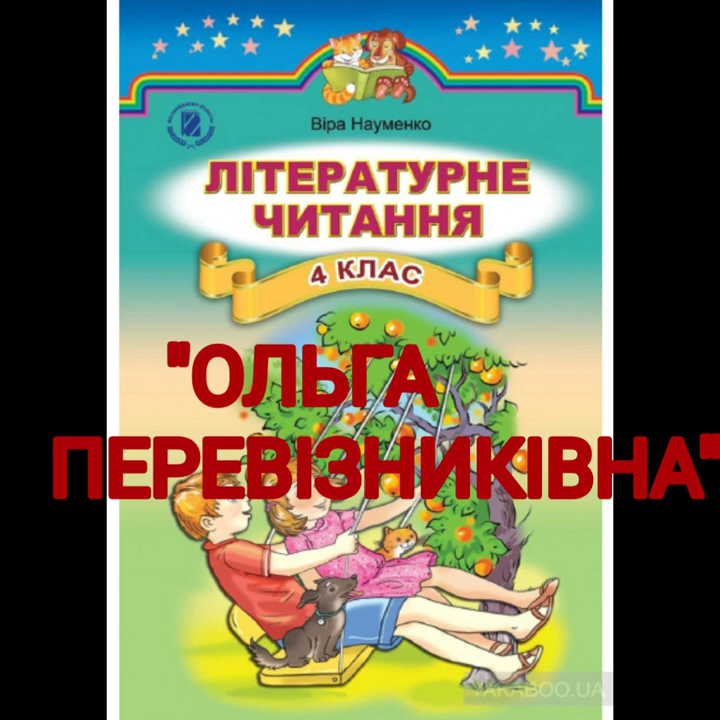 Віра Науменко
ЛІТЕРАТУРНЕ
ЧИТАННЯ
4 КЛАС
"ОЛЬГА
ПЕРЕВІЗНИКІВНА"
YAKABOO.UA